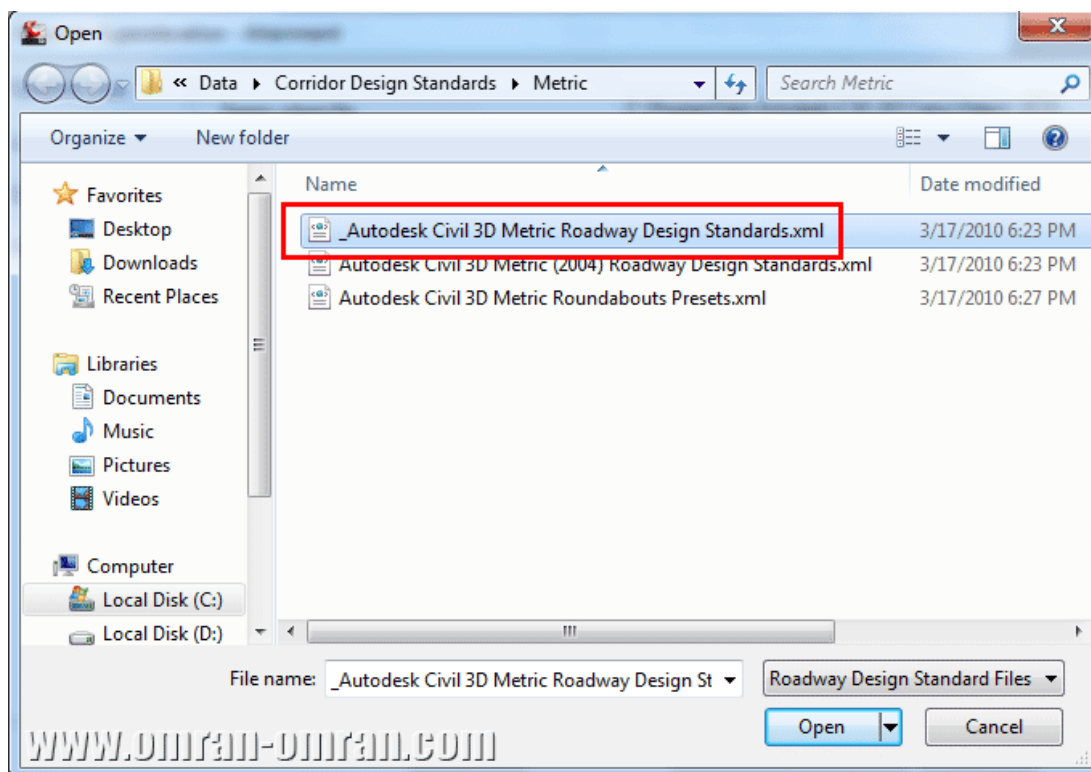 Open
« Data ▸ Corridor Design Standards ▸ Metric
Search Metric
Organize
New folder
Name
Date modified
Favorites
Desktop
Downloads
Recent Places
Libraries
Documents
Music
Pictures
Videos
Computer
Local Disk (C:)
Local Disk (D:)
_Autodesk Civil 3D Metric Roadway Design Standards.xml 3/17/2010 6:23 PM
Autodesk Civil 3D Metric (2004) Roadway Design Standards.xml 3/17/2010 6:23 PM
Autodesk Civil 3D Metric Roundabouts Presets.xml 3/17/2010 6:27 PM
File name: _Autodesk Civil 3D Metric Roadway Design St
Roadway Design Standard Files
Open
Cancel
www.omran-omran.com